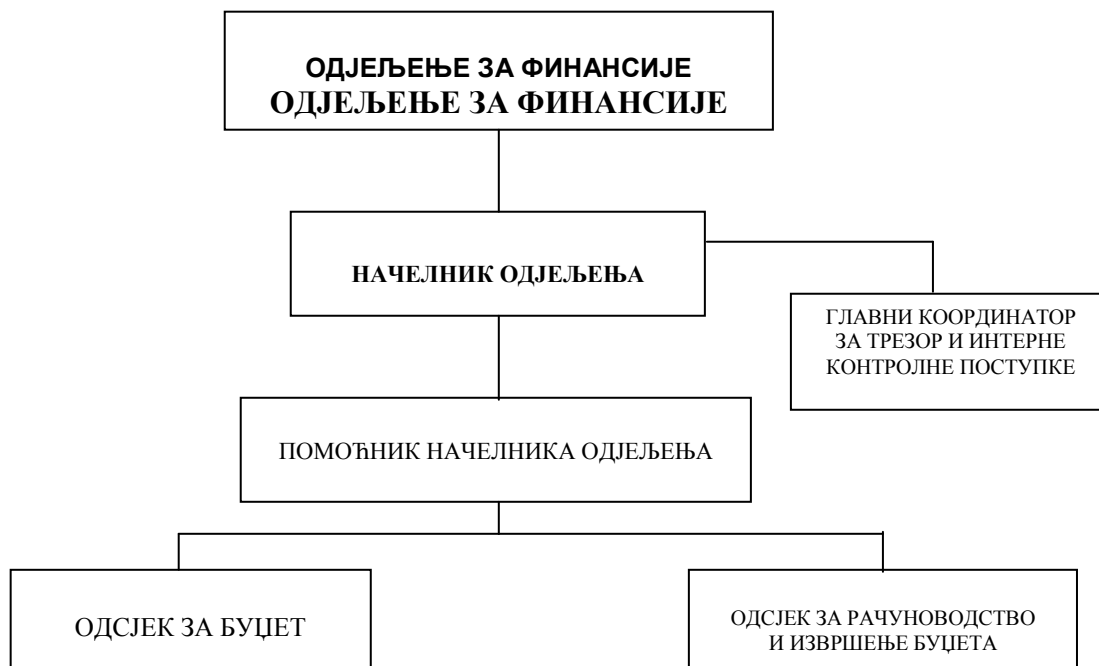 ОДЈЕЉЕЊЕ ЗА ФИНАНСИЈЕ
ОДЈЕЉЕЊЕ ЗА ФИНАНСИЈЕ
НАЧЕЛНИК ОДЈЕЉЕЊА
ГЛАВНИ КООРДИНАТОР
ЗА ТРЕЗОР И ИНТЕРНЕ
КОНТРОЛНЕ ПОСТУПКЕ
ПОМОЋНИК НАЧЕЛНИКА ОДЈЕЉЕЊА
ОДСЈЕК ЗА БУЏЕТ
ОДСЈЕК ЗА РАЧУНОВОДСТВО
И ИЗВРШЕЊЕ БУЏЕТА